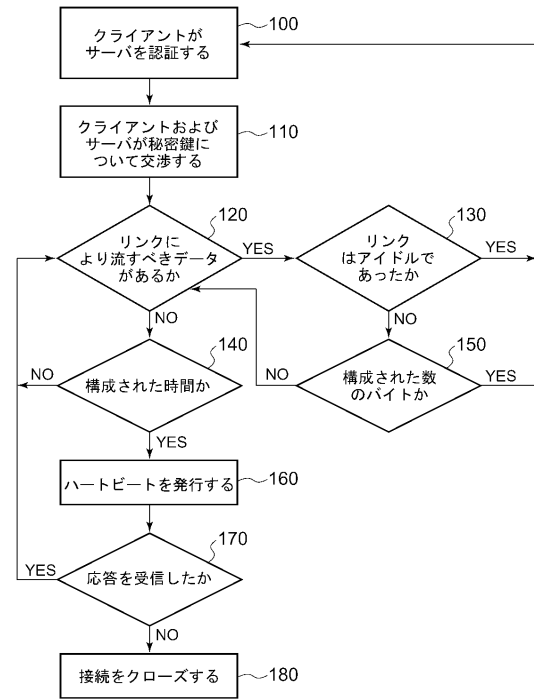 クライアントが
サーバを認証する
100
クライアントおよび
サーバが秘密鍵に
ついて交渉する
110
リンクに
より流すべきデータ
があるか
120
YES
リンク
はアイドルで
あったか
130
YES
NO
NO
構成された時間か
140
NO
YES
構成された数
のバイトか
150
NO
YES
ハートビートを発行する
160
応答を受信したか
170
YES
NO
接続をクローズする
180